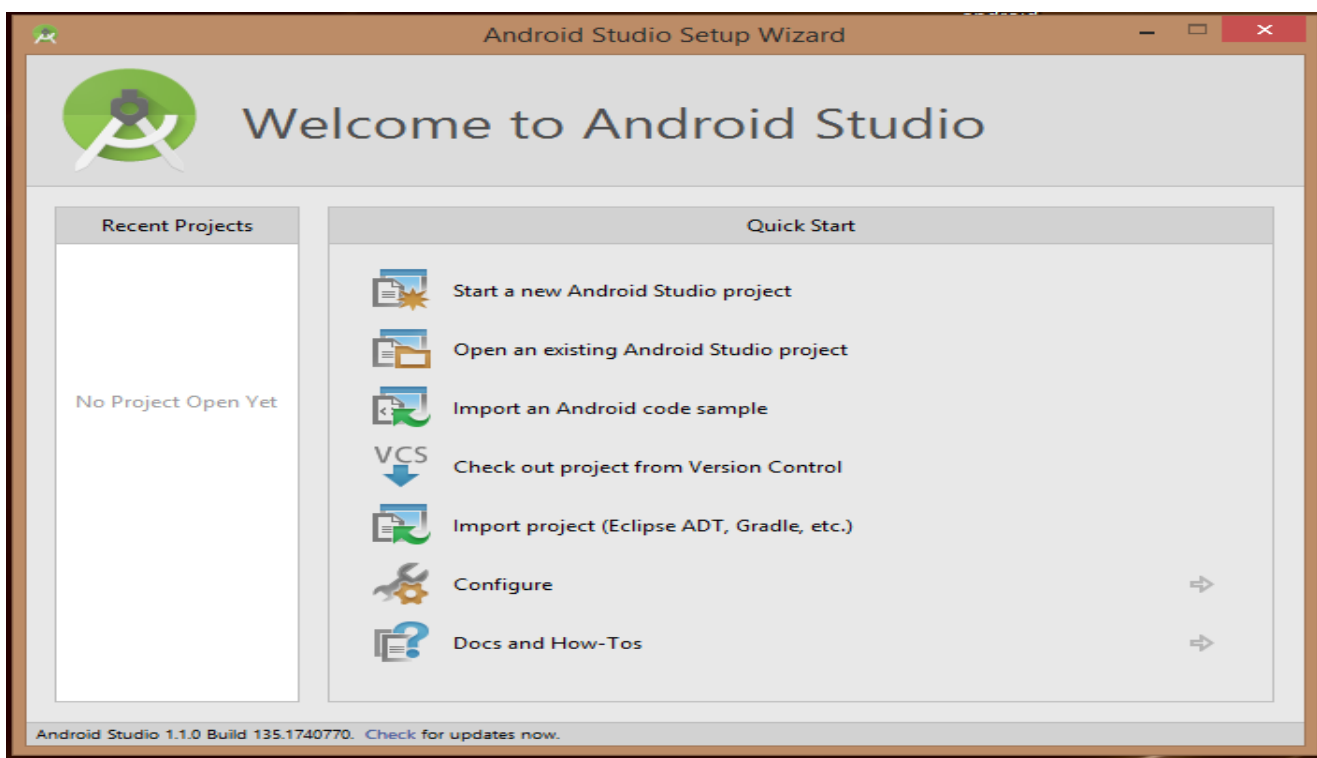 Android Studio Setup Wizard
Welcome to Android Studio
Recent Projects
No Project Open Yet
Quick Start
Start a new Android Studio project
Open an existing Android Studio project
Import an Android code sample
VCS
Check out project from Version Control
Import project (Eclipse ADT, Gradle, etc.)
Configure
Docs and How-Tos
Android Studio 1.1.0 Build 135.1740770. Check for updates now.